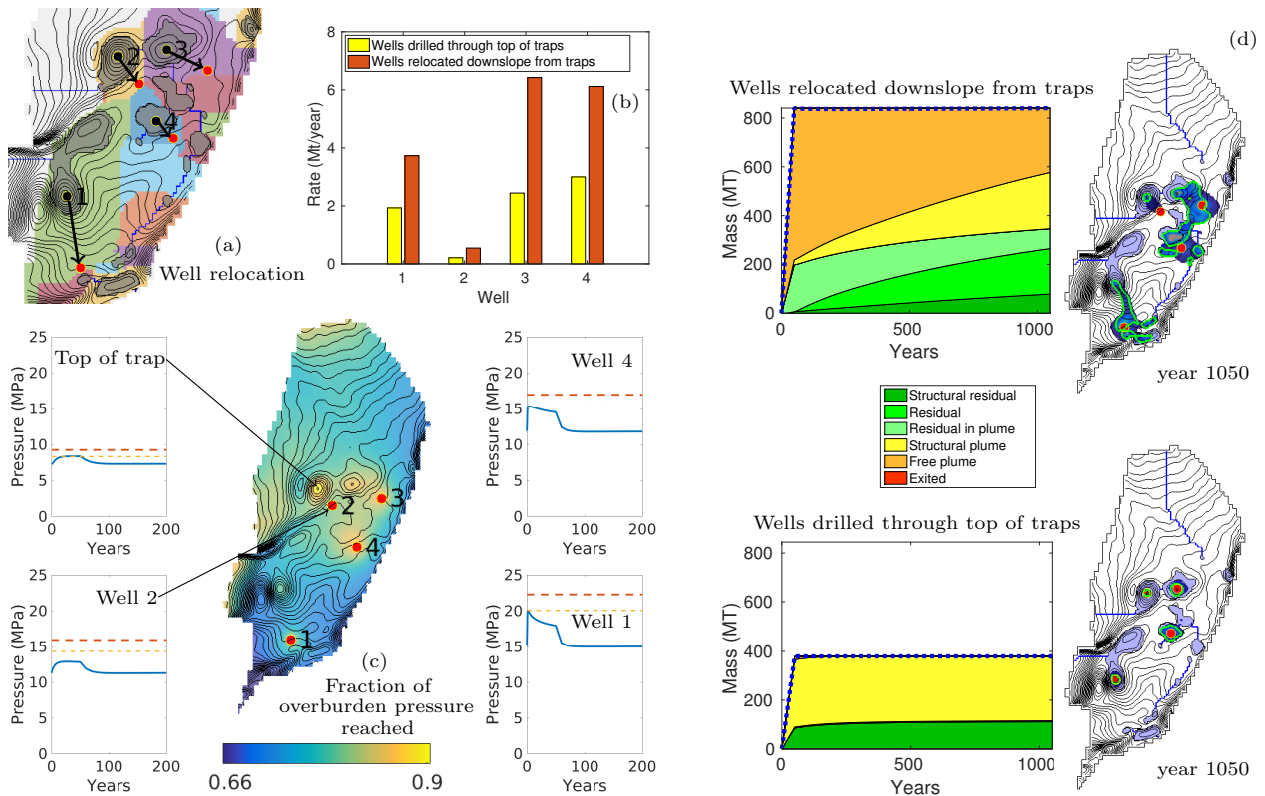 2
3
4
1
(a)
Well relocation
8
6
4
2
0
Rate (Mt/year)
Wells drilled through top of traps
Wells relocated downslope from traps
(b)
1
2
3
4
Well
(d)
Wells relocated downslope from traps
800
600
400
200
0
Mass (MT)
0
500
1000
Years
year 1050
Structural residual
Residual
Residual in plume
Structural plume
Free plume
Exited
Wells drilled through top of traps
800
600
400
200
0
Mass (MT)
0
500
1000
Years
year 1050
25
20
15
10
5
0
Pressure (MPa)
Top of trap
0
100
200
Years
25
20
15
10
5
0
Pressure (MPa)
Well 2
0
100
200
Years
2
3
4
1
(c)
Fraction of
overburden pressure
reached
0.66
0.9
25
20
15
10
5
0
Pressure (MPa)
Well 4
0
100
200
Years
25
20
15
10
5
0
Pressure (MPa)
Well 1
0
100
200
Years